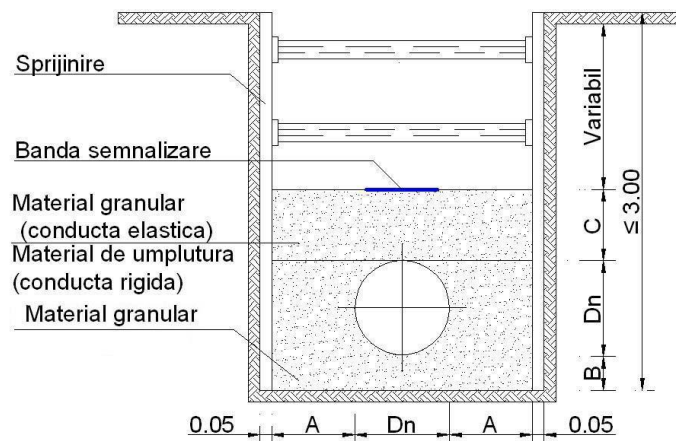 Sprijinire
Banda semnalizare
Material granular
(conducta elastica)
Material de umplutura
(conducta rigida)
Material granular
Variabil
≤ 3.00
C
Dn
B
0.05 A Dn A 0.05